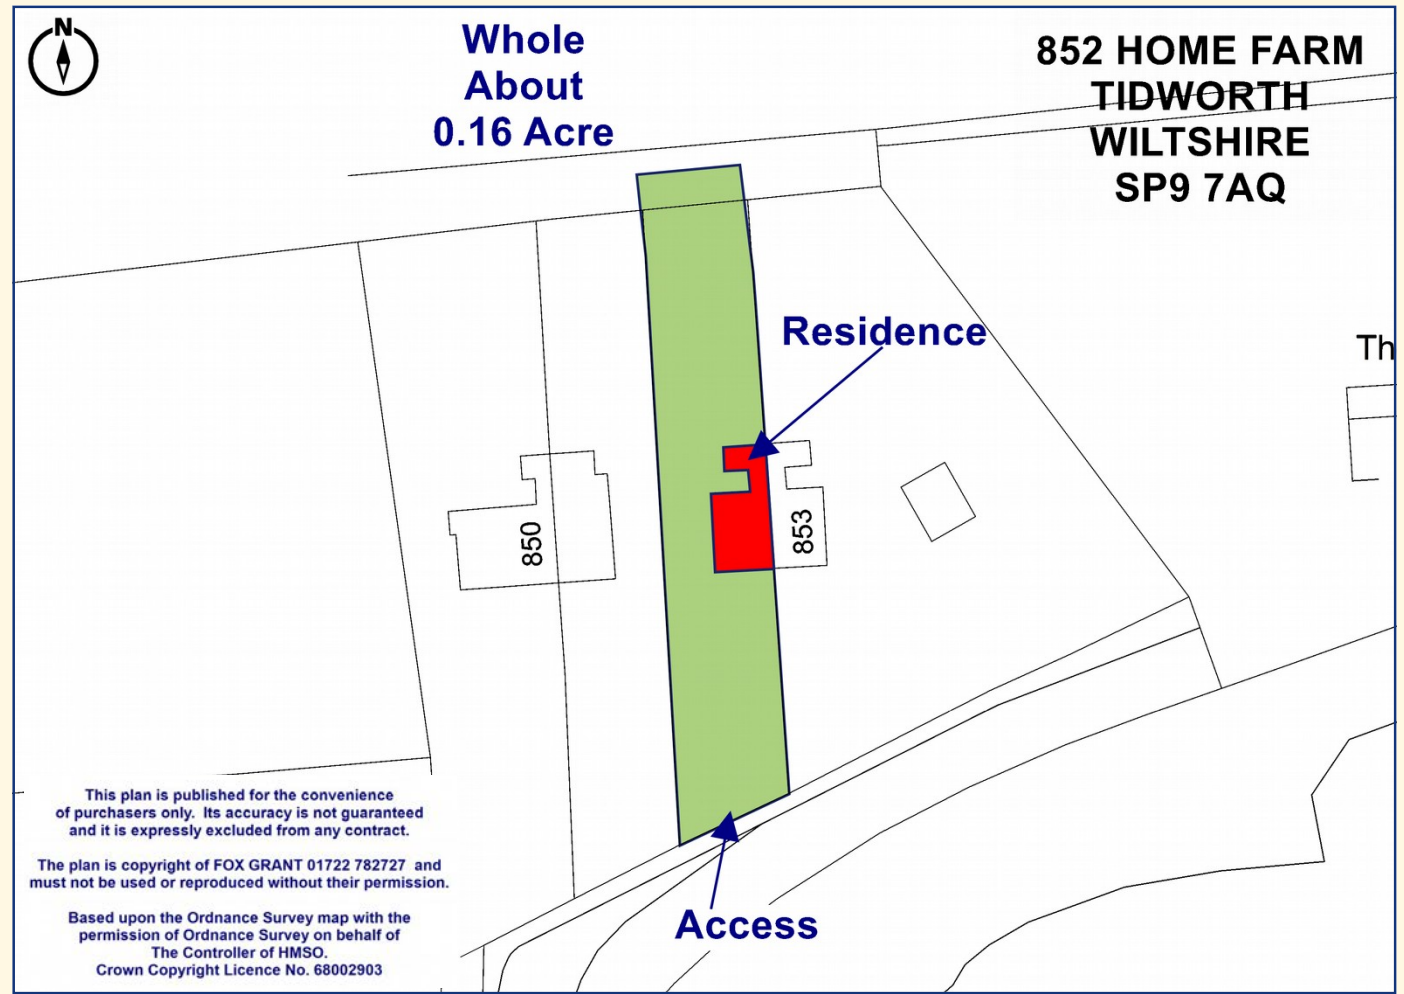 N
Whole
About
0.16 Acre
852 HOME FARM
TIDWORTH
WILTSHIRE
SP9 7AQ
Residence
Th
850
853
Access
This plan is published for the convenience
of purchasers only. Its accuracy is not guaranteed
and it is expressly excluded from any contract.
The plan is copyright of FOX GRANT 01722 782727 and
must not be used or reproduced without their permission.
Based upon the Ordnance Survey map with the
permission of Ordnance Survey on behalf of
The Controller of HMSO.
Crown Copyright Licence No. 68002903